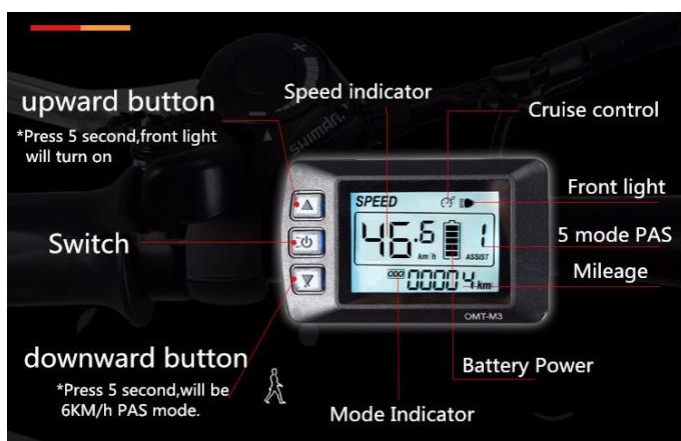 upward button
*Press 5 second,front light
will turn on
Speed indicator
Cruise control
SHIMANO
Front light
SPEED
46.6
km/h
1
ASSIST
5 mode PAS
Switch
ODO
00004 km
Mileage
OMT-M3
downward button
*Press 5 second,will be
6KM/h PAS mode.
Battery Power
Mode Indicator